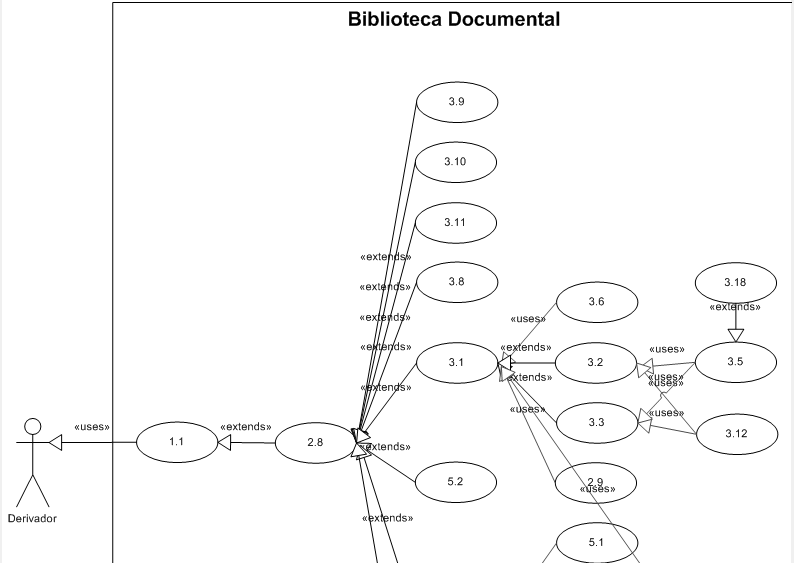 Biblioteca Documental
3.9
3.10
3.11
«extends»
3.8
3.18
«extends»
«extends»
3.6
«extends»
«uses»
«extends»
«extends»
«uses»
3.1
3.2
3.5
«extends»
«uses»
«extends»
«uses»
«uses»
«uses»
3.3
3.12
«uses»
«extends»
1.1
2.8
«extends»
5.2
2.9
«uses»
Derivador
«extends»
5.1